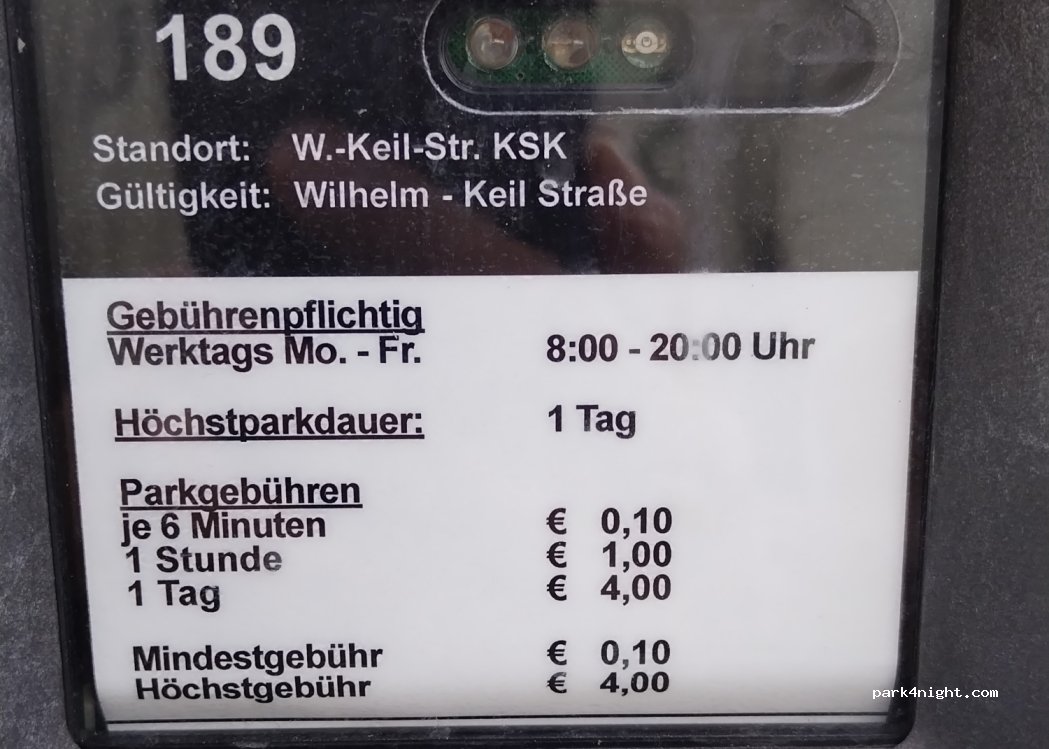 189
Standort: W.-Keil-Str. KSK
Gültigkeit: Wilhelm - Keil Straße
Gebührenpflichtig
Werktags Mo. - Fr. 8:00 - 20:00 Uhr
Höchstparkdauer: 1 Tag
Parkgebühren
je 6 Minuten € 0,10
1 Stunde € 1,00
1 Tag € 4,00
Mindestgebühr € 0,10
Höchstgebühr € 4,00
park4night.com